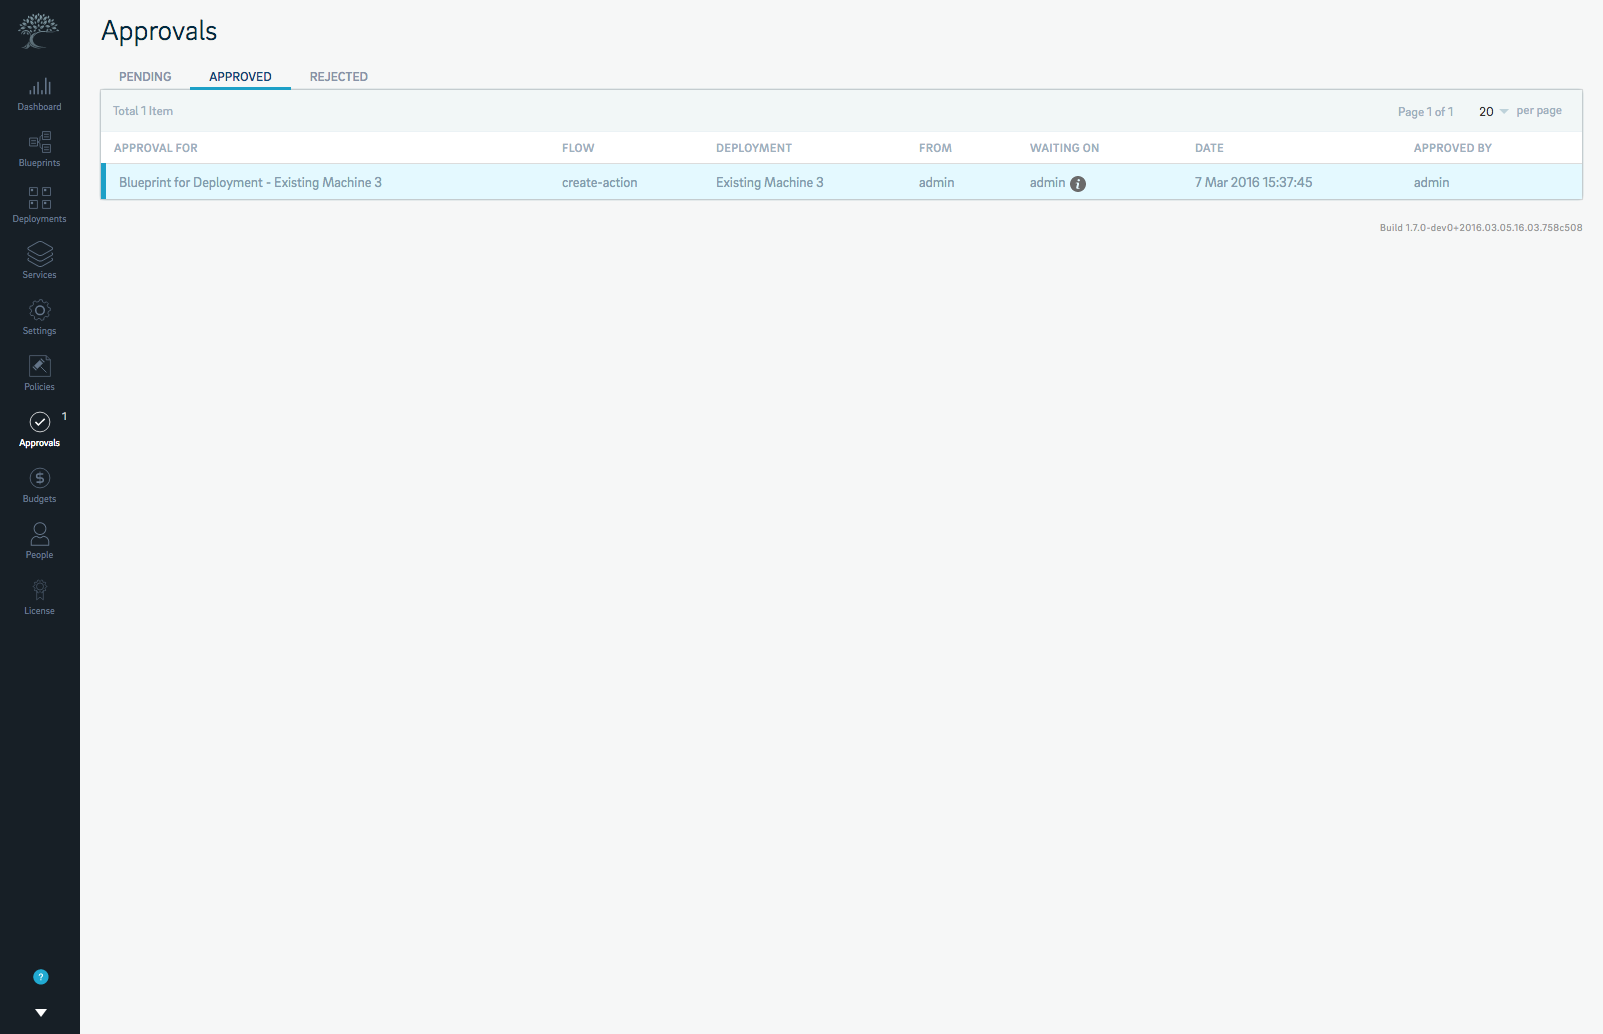 Approvals
PENDING APPROVED REJECTED
Total 1 Item Page 1 of 1 20 per page
APPROVAL FOR FLOW DEPLOYMENT FROM WAITING ON DATE APPROVED BY
Blueprint for Deployment - Existing Machine 3 create-action Existing Machine 3 admin admin i 7 Mar 2016 15:37:45 admin
Build 1.7.0-dev0+2016.03.05.16.03.758c508
Dashboard
Blueprints
Deployments
Services
Settings
Policies
1
Approvals
$
Budgets
People
License
?